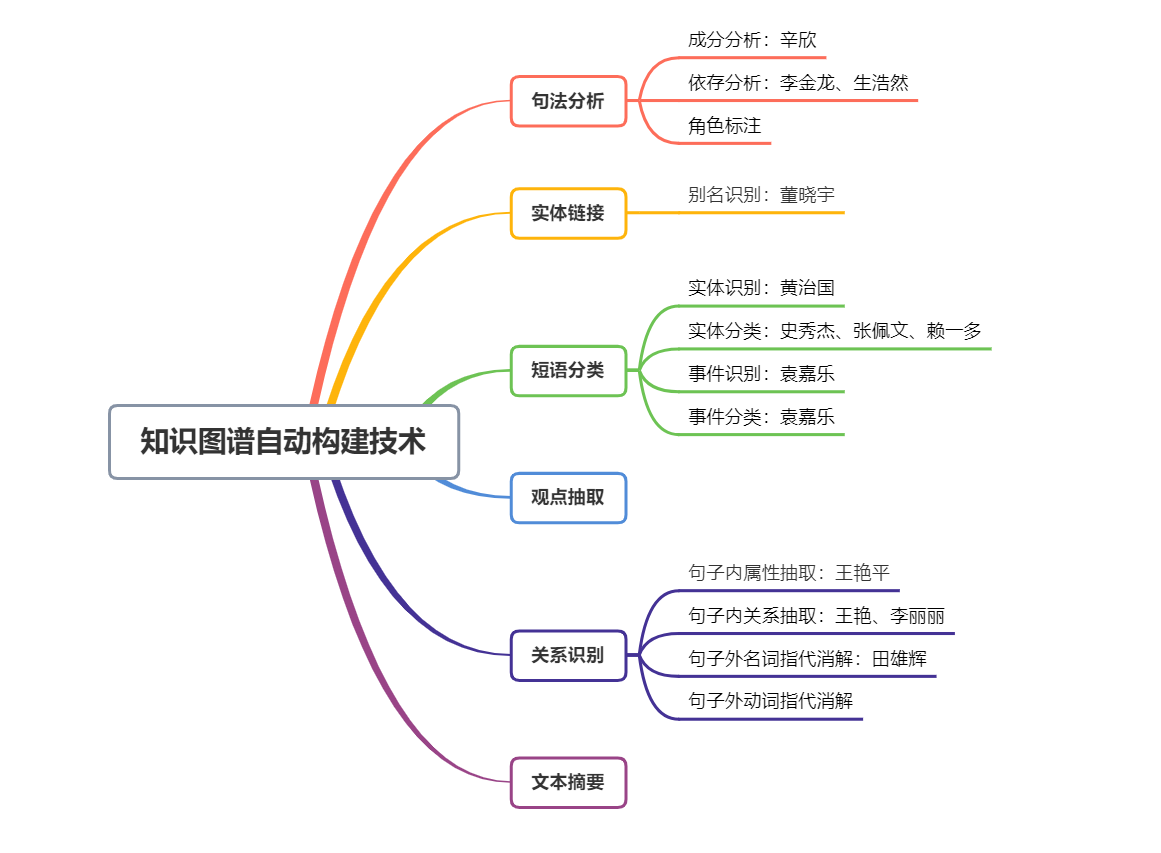 知识图谱自动构建技术
句法分析
成分分析：辛欣
依存分析：李金龙、生浩然
角色标注
实体链接
别名识别：董晓宇
短语分类
实体识别：黄治国
实体分类：史秀杰、张佩文、赖一多
事件识别：袁嘉乐
事件分类：袁嘉乐
观点抽取
关系识别
句子内属性抽取：王艳平
句子内关系抽取：王艳、李丽丽
句子外名词指代消解：田雄辉
句子外动词指代消解
文本摘要